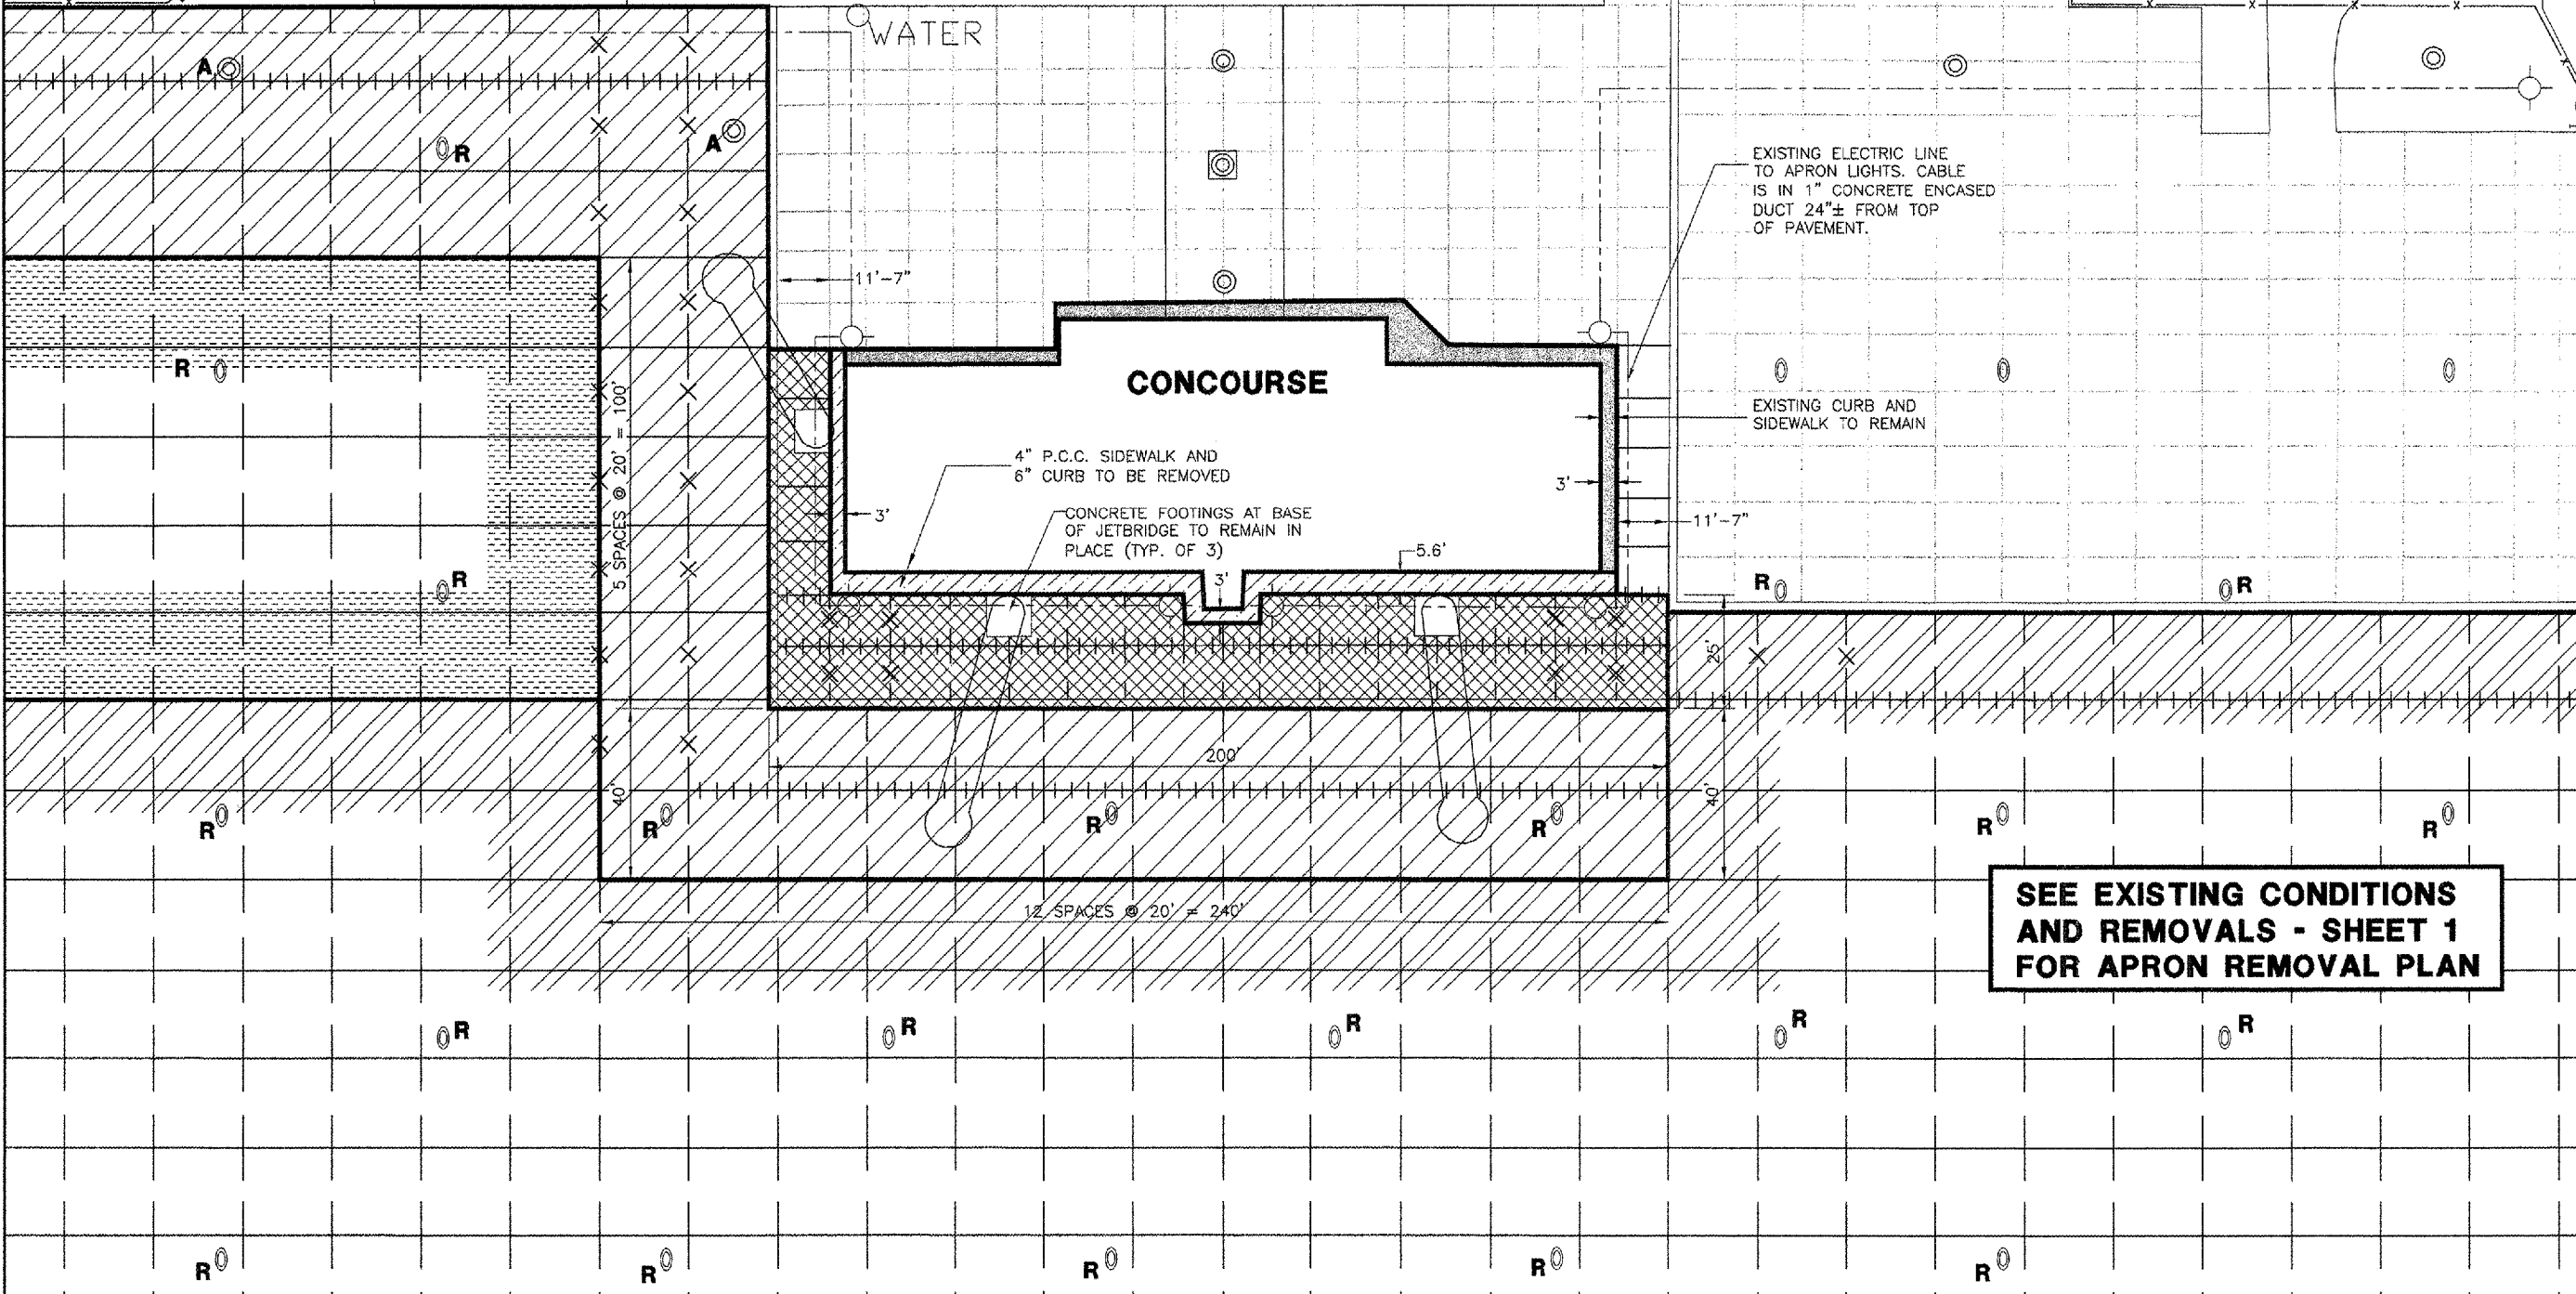 WATER
A
R
A
EXISTING ELECTRIC LINE
TO APRON LIGHTS. CABLE
IS IN 1" CONCRETE ENCASED
DUCT 24"± FROM TOP
OF PAVEMENT.
11'-7"
R
CONCOURSE
5 SPACES @ 20' = 100'
EXISTING CURB AND
SIDEWALK TO REMAIN
4" P.C.C. SIDEWALK AND
6" CURB TO BE REMOVED
3'
3'
CONCRETE FOOTINGS AT BASE
OF JETBRIDGE TO REMAIN IN
PLACE (TYP. OF 3)
11'-7"
5.6'
3'
R
R
R
25'
200'
40'
40'
R
R
R
R
R
R
SEE EXISTING CONDITIONS
AND REMOVALS - SHEET 1
FOR APRON REMOVAL PLAN
12 SPACES @ 20' = 240'
R
R
R
R
R
R
R
R
R
R